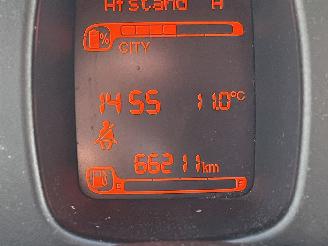 Afstand A
%
CITY
14 55 11.0°C
66211 km
E F